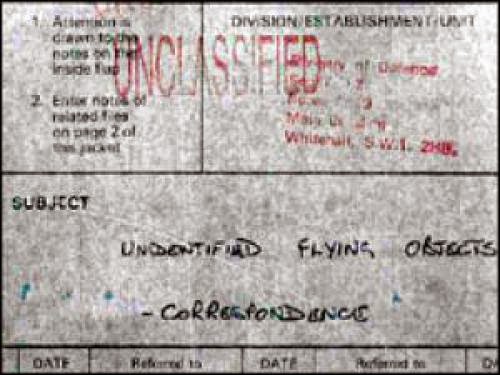 1. Attention is
drawn to the
notes on the
inside flap
2. Enter notes of
related files
on page 2 of
this jacket
DIVISION/ESTABLISHMENT/UNIT
UNCLASSIFIED
Ministry of Defence
Main Building
Whitehall, S.W.1. 2HB.
SUBJECT
UNIDENTIFIED FLYING OBJECTS
- CORRESPONDENCE
DATE Referred to DATE Referred to